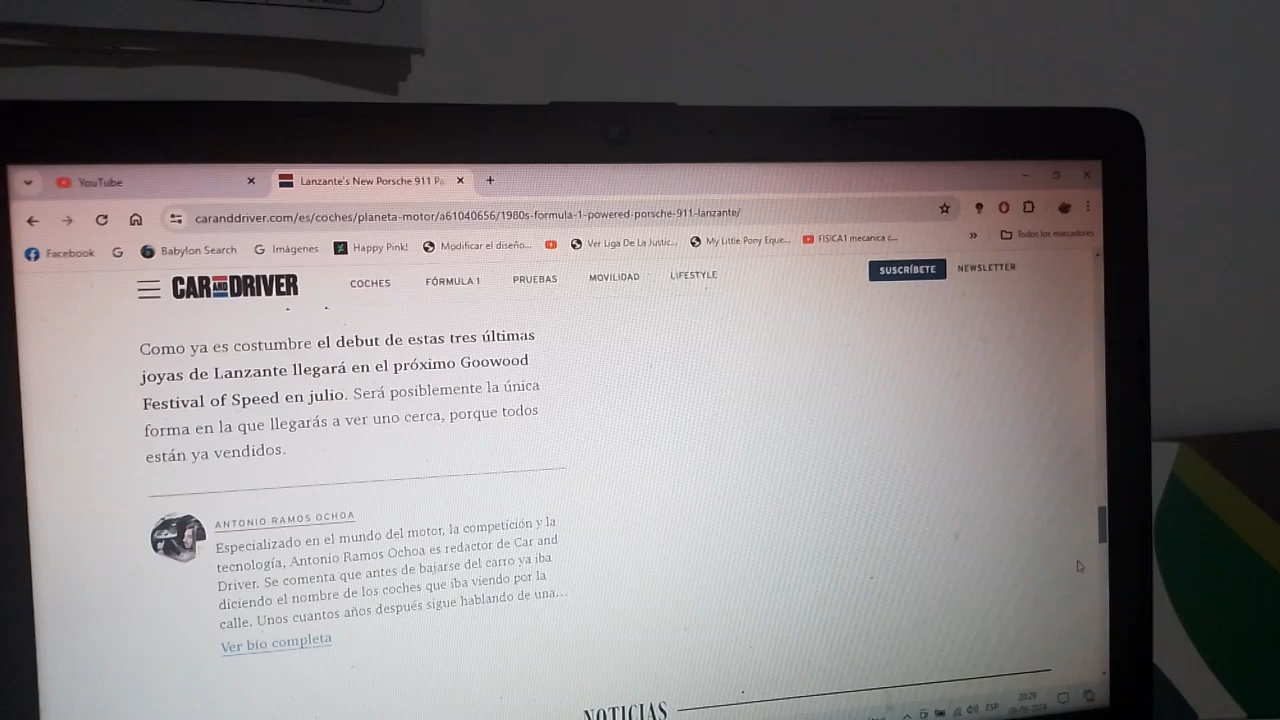 YouTube
Lanzante's New Porsche 911 Po
caranddriver.com/es/coches/planeta-motor/a61040656/1980s-formula-1-powered-porsche-911-lanzante/
Facebook
Babylon Search
Imágenes
Happy Pink!
Modificar el diseño...
Ver Liga De La Justic...
My Little Pony Eque...
FISICA1 mecanica c...
Todos los marcadores
CAR AND DRIVER
COCHES
FÓRMULA 1
PRUEBAS
MOVILIDAD
LIFESTYLE
SUSCRÍBETE
NEWSLETTER
Como ya es costumbre el debut de estas tres últimas
joyas de Lanzante llegará en el próximo Goowood
Festival of Speed en julio. Será posiblemente la única
forma en la que llegarás a ver uno cerca, porque todos
están ya vendidos.
ANTONIO RAMOS OCHOA
Especializado en el mundo del motor, la competición y la
tecnología, Antonio Ramos Ochoa es redactor de Car and
Driver. Se comenta que antes de bajarse del carro ya iba
diciendo el nombre de los coches que iba viendo por la
calle. Unos cuantos años después sigue hablando de una...
Ver bio completa
NOTICIAS
ESP
20:29